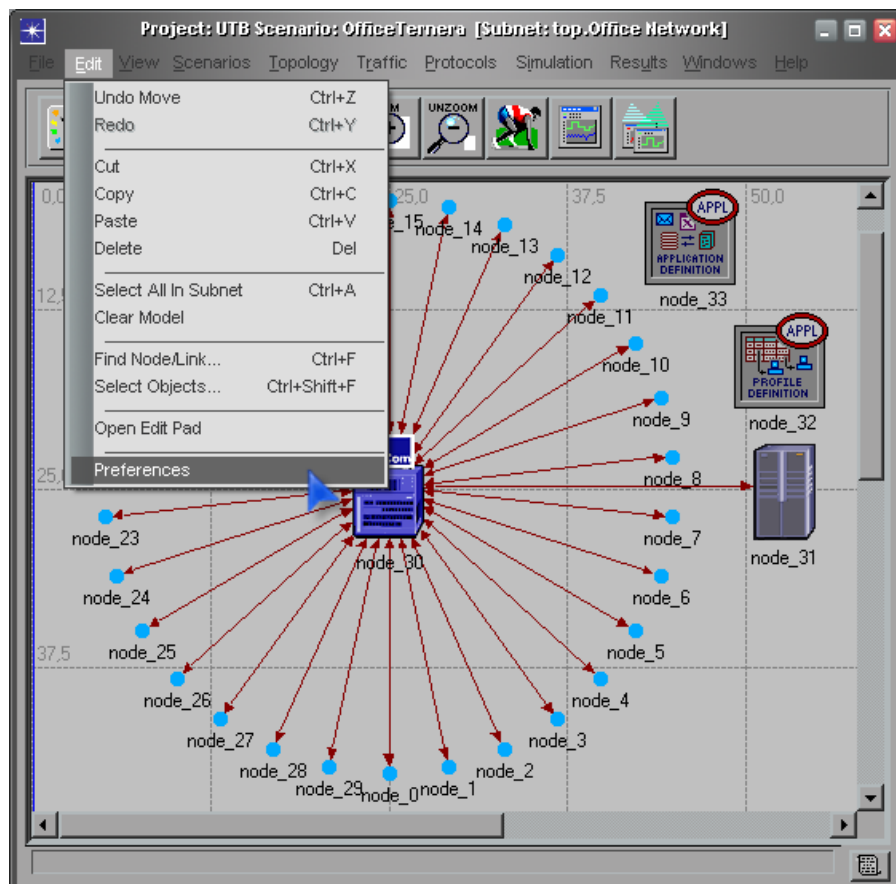 Project: UTB Scenario: OfficeTernera [Subnet: top.Office Network]
File Edit View Scenarios Topology Traffic Protocols Simulation Results Windows Help
Undo Move Ctrl+Z
Redo Ctrl+Y
Cut Ctrl+X
Copy Ctrl+C
Paste Ctrl+V
Delete Del
Select All In Subnet Ctrl+A
Clear Model
Find Node/Link... Ctrl+F
Select Objects... Ctrl+Shift+F
Open Edit Pad
Preferences
UNZOOM
25,0
37,5
50,0
12,5
25,0
37,5
node_14
node_13
node_12
node_11
node_10
node_9
node_8
node_7
node_6
node_5
node_4
node_3
node_2
node_1
node_0
node_29
node_28
node_27
node_26
node_25
node_24
node_23
node_30
APPL
APPLICATION
DEFINITION
node_33
APPL
PROFILE
DEFINITION
node_32
node_31